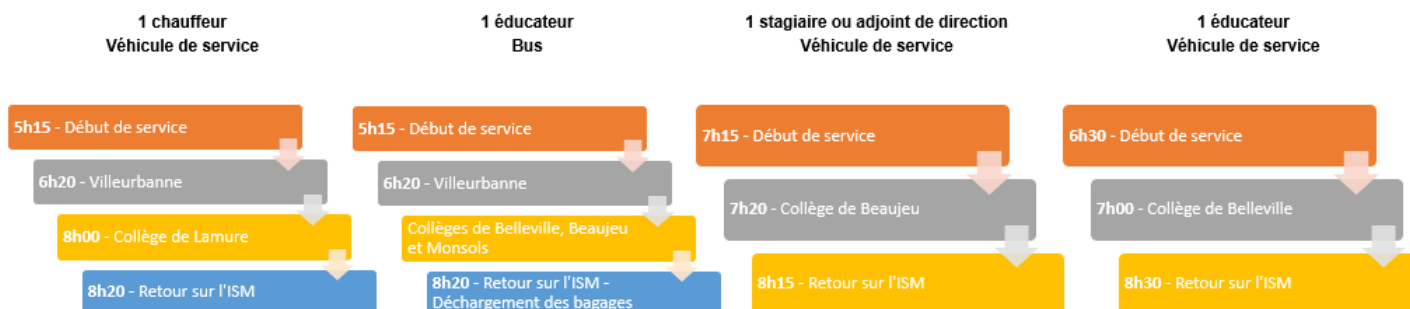 1 chauffeur
Véhicule de service
5h15 - Début de service
6h20 - Villeurbanne
8h00 - Collège de Lamure
8h20 - Retour sur l'ISM
1 éducateur
Bus
5h15 - Début de service
6h20 - Villeurbanne
Collèges de Belleville, Beaujeu
et Monsols
8h20 - Retour sur l'ISM -
Déchargement des bagages
1 stagiaire ou adjoint de direction
Véhicule de service
7h15 - Début de service
7h20 - Collège de Beaujeu
8h15 - Retour sur l'ISM
1 éducateur
Véhicule de service
6h30 - Début de service
7h00 - Collège de Belleville
8h30 - Retour sur l'ISM